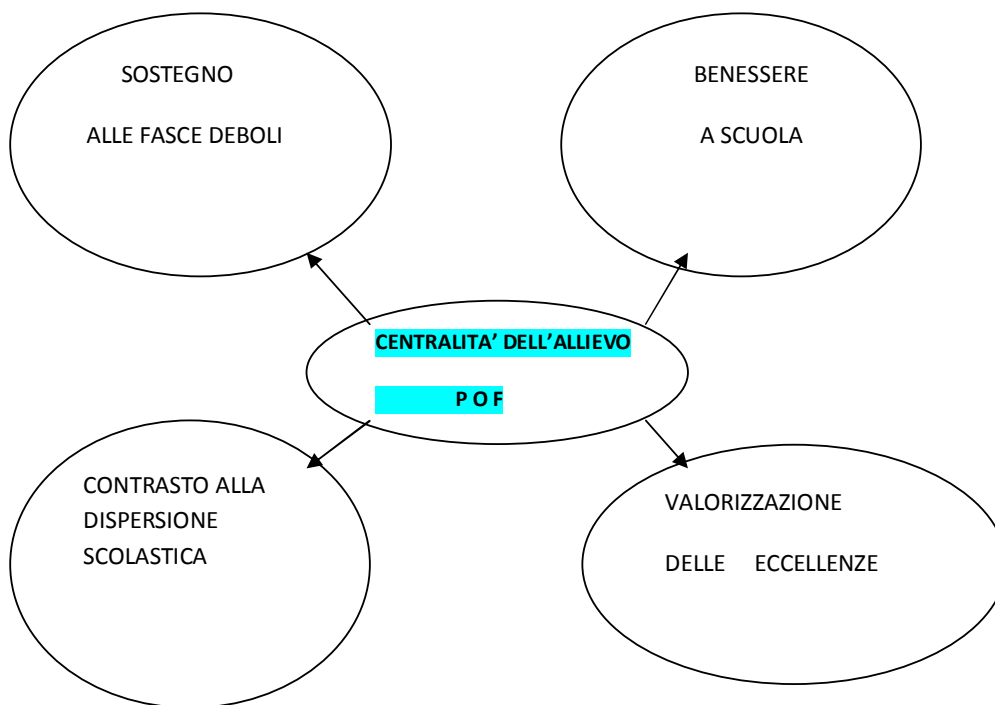 SOSTEGNO
ALLE FASCE DEBOLI
BENESSERE
A SCUOLA
CENTRALITA’ DELL’ALLIEVO
P O F
CONTRASTO ALLA
DISPERSIONE
SCOLASTICA
VALORIZZAZIONE
DELLE ECCELLENZE